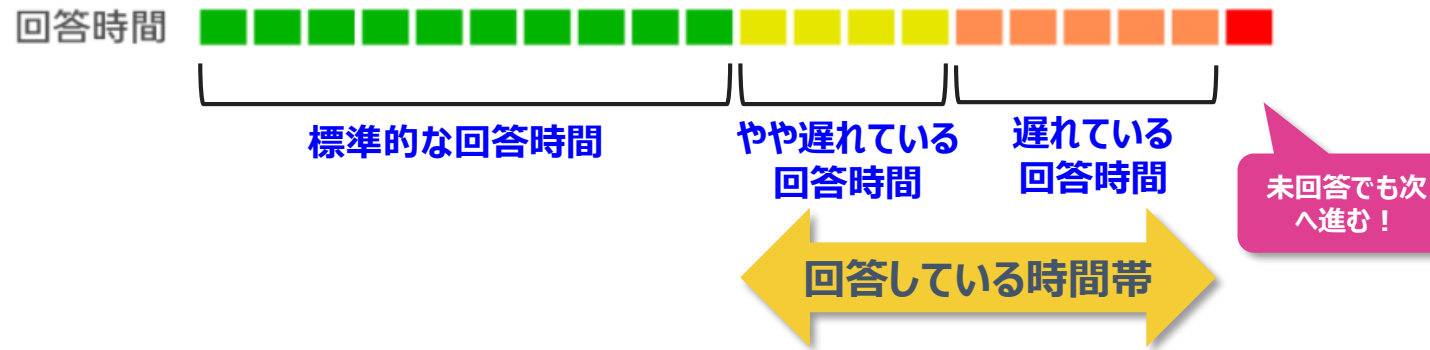 回答時間
標準的な回答時間
やや遅れている
回答時間
遅れている
回答時間
未回答でも次
へ進む！
回答している時間帯